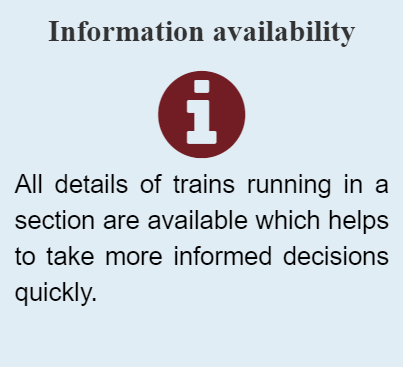 Information availability
All details of trains running in a
section are available which helps
to take more informed decisions
quickly.